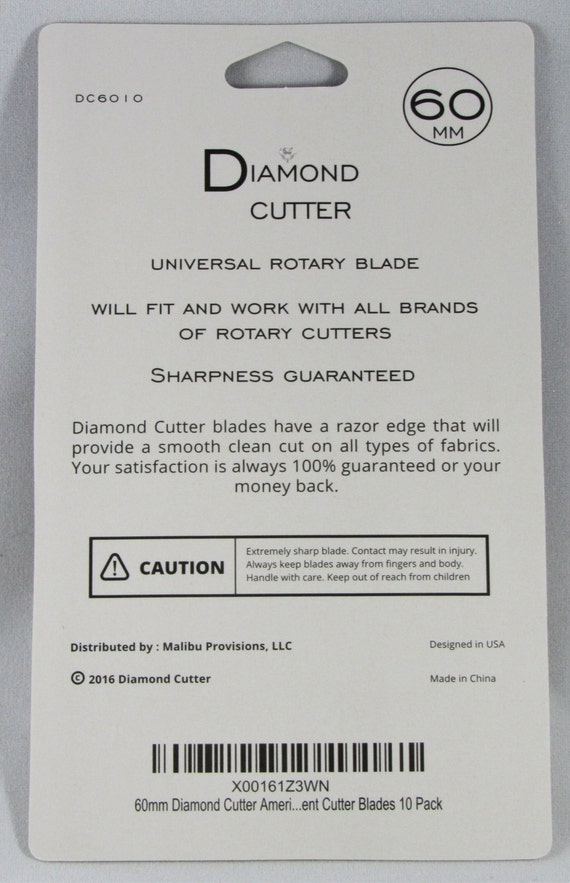 DC6010
60
MM
DIAMOND
CUTTER
UNIVERSAL ROTARY BLADE
WILL FIT AND WORK WITH ALL BRANDS
OF ROTARY CUTTERS
SHARPNESS GUARANTEED
Diamond Cutter blades have a razor edge that will
provide a smooth clean cut on all types of fabrics.
Your satisfaction is always 100% guaranteed or your
money back.
CAUTION
Extremely sharp blade. Contact may result in injury.
Always keep blades away from fingers and body.
Handle with care. Keep out of reach from children
Distributed by : Malibu Provisions, LLC
Designed in USA
© 2016 Diamond Cutter
Made in China
X00161Z3WN
60mm Diamond Cutter Ameri...ent Cutter Blades 10 Pack